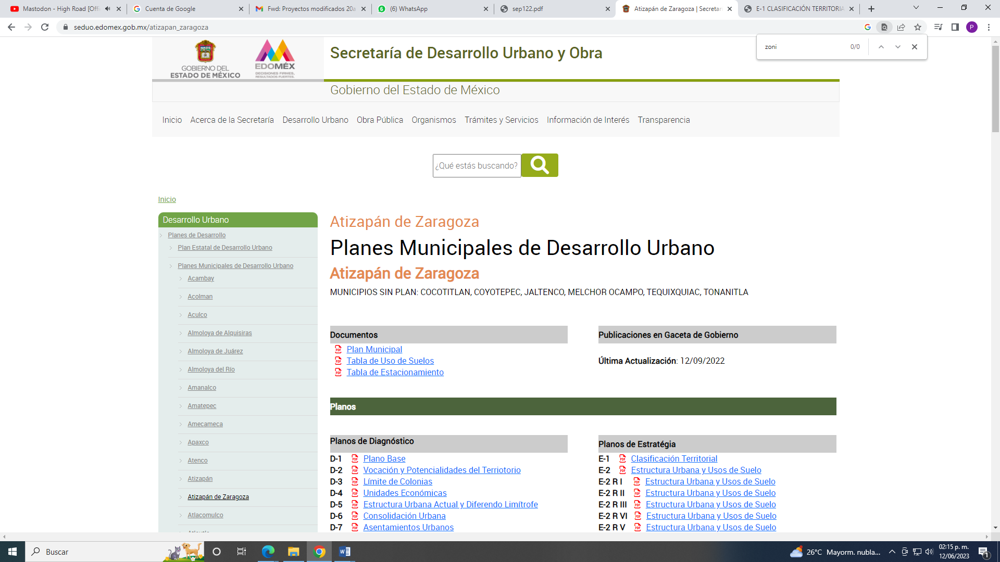 Mastodon - High Road [Offi
Cuenta de Google
Fwd: Proyectos modificados 20a
(6) WhatsApp
sep122.pdf
Atizapán de Zaragoza | Secretar
E-1 CLASIFICACIÓN TERRITORIA
seduo.edomex.gob.mx/atizapan_zaragoza
P
zoni
0/0
GOBIERNO DEL
ESTADO DE MÉXICO
EDOMÉX
DECISIONES FIRMES,
RESULTADOS FUERTES.
Secretaría de Desarrollo Urbano y Obra
Gobierno del Estado de México
Inicio Acerca de la Secretaría Desarrollo Urbano Obra Pública Organismos Trámites y Servicios Información de Interés Transparencia
¿Qué estás buscando?
Inicio
Desarrollo Urbano
Planes de Desarrollo
Plan Estatal de Desarrollo Urbano
Planes Municipales de Desarrollo Urbano
Acambay
Acolman
Aculco
Almoloya de Alquisiras
Almoloya de Juárez
Almoloya del Río
Amanalco
Amatepec
Amecameca
Apaxco
Atenco
Atizapán
Atizapán de Zaragoza
Atlacomulco
Atizapán de Zaragoza
Planes Municipales de Desarrollo Urbano
Atizapán de Zaragoza
MUNICIPIOS SIN PLAN: COCOTITLAN, COYOTEPEC, JALTENCO, MELCHOR OCAMPO, TEQUIXQUIAC, TONANITLA
Documentos
Plan Municipal
Tabla de Uso de Suelos
Tabla de Estacionamiento
Publicaciones en Gaceta de Gobierno
Última Actualización: 12/09/2022
Planos
Planos de Diagnóstico
D-1 Plano Base
D-2 Vocación y Potencialidades del Terriotorio
D-3 Límite de Colonias
D-4 Unidades Económicas
D-5 Estructura Urbana Actual y Diferendo Limítrofe
D-6 Consolidación Urbana
D-7 Asentamientos Urbanos
Planos de Estratégia
E-1 Clasificación Territorial
E-2 Estructura Urbana y Usos de Suelo
E-2 R I Estructura Urbana y Usos de Suelo
E-2 R II Estructura Urbana y Usos de Suelo
E-2 R III Estructura Urbana y Usos de Suelo
E-2 R VI Estructura Urbana y Usos de Suelo
E-2 R V Estructura Urbana y Usos de Suelo
Buscar
26°C Mayorm. nubla...
02:15 p. m.
12/06/2023
1